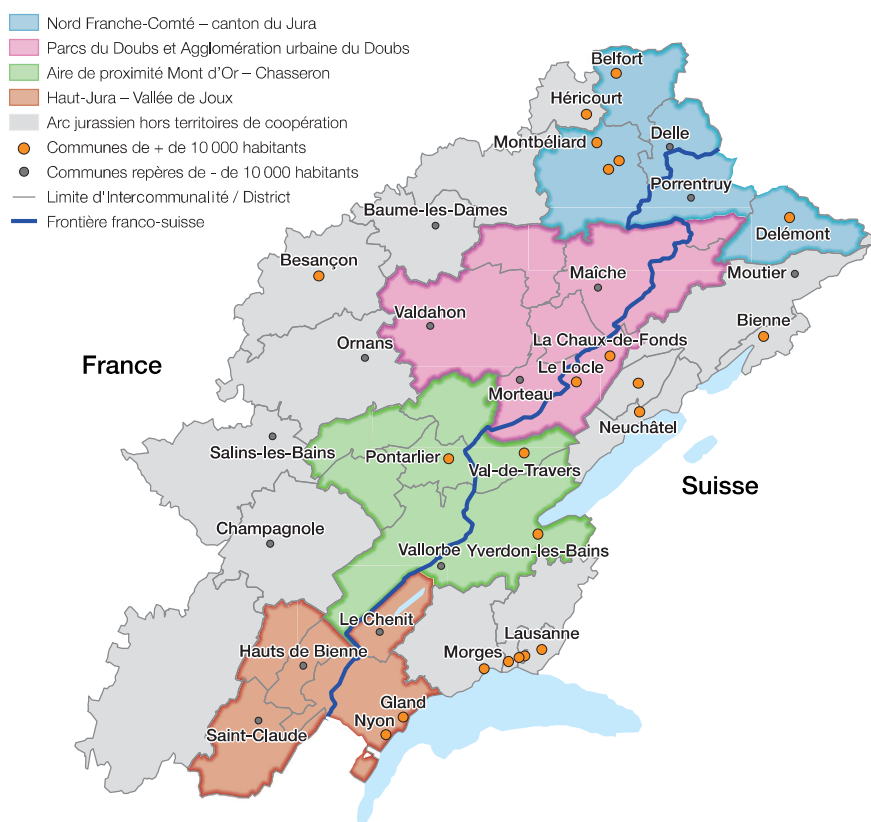 Nord Franche-Comté – canton du Jura
Parcs du Doubs et Agglomération urbaine du Doubs
Aire de proximité Mont d'Or – Chasseron
Haut-Jura – Vallée de Joux
Arc jurassien hors territoires de coopération
Communes de + de 10 000 habitants
Communes repères de - de 10 000 habitants
Limite d'Intercommunalité / District
Frontière franco-suisse
Belfort
Héricourt
Montbéliard
Delle
Porrentruy
Baume-les-Dames
Delémont
Besançon
Maîche
Moutier
Valdahon
Bienne
La Chaux-de-Fonds
Ornans
France
Le Locle
Morteau
Neuchâtel
Salins-les-Bains
Pontarlier
Val-de-Travers
Suisse
Champagnole
Vallorbe
Yverdon-les-Bains
Le Chenit
Lausanne
Hauts de Bienne
Morges
Gland
Nyon
Saint-Claude